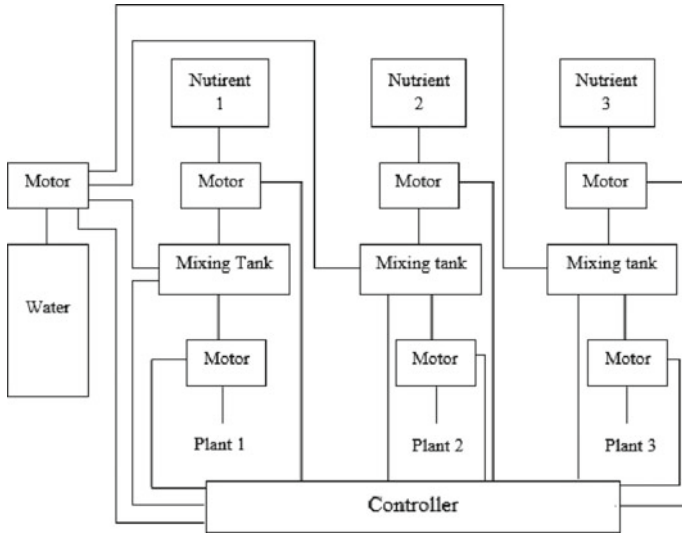 Nutirent
1
Nutrient
2
Nutrient
3
Motor
Motor
Motor
Motor
Mixing Tank
Mixing tank
Mixing tank
Water
Motor
Motor
Motor
Plant 1
Plant 2
Plant 3
Controller